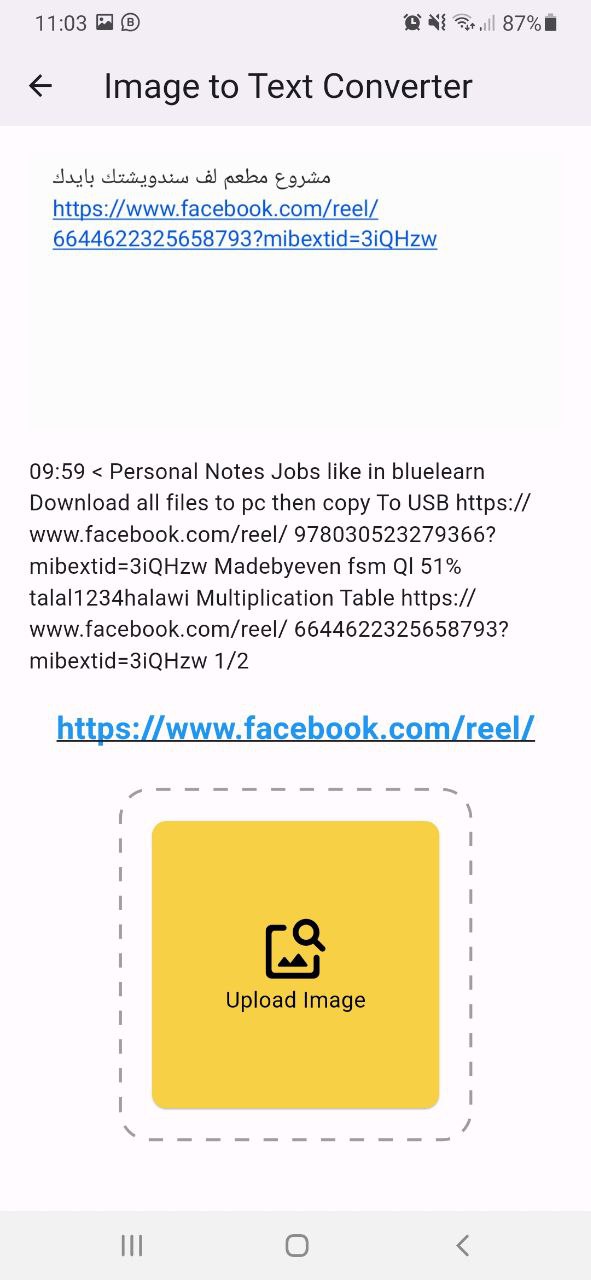 11:03
87%
Image to Text Converter
مشروع مطعم لف سندويشتك بايدك
https://www.facebook.com/reel/
6644622325658793?mibextid=3iQHzw
09:59 < Personal Notes Jobs like in bluelearn
Download all files to pc then copy To USB https://
www.facebook.com/reel/ 978030523279366?
mibextid=3iQHzw Madebyeven fsm Ql 51%
talal1234halawi Multiplication Table https://
www.facebook.com/reel/ 6644622325658793?
mibextid=3iQHzw 1/2
https://www.facebook.com/reel/
Upload Image